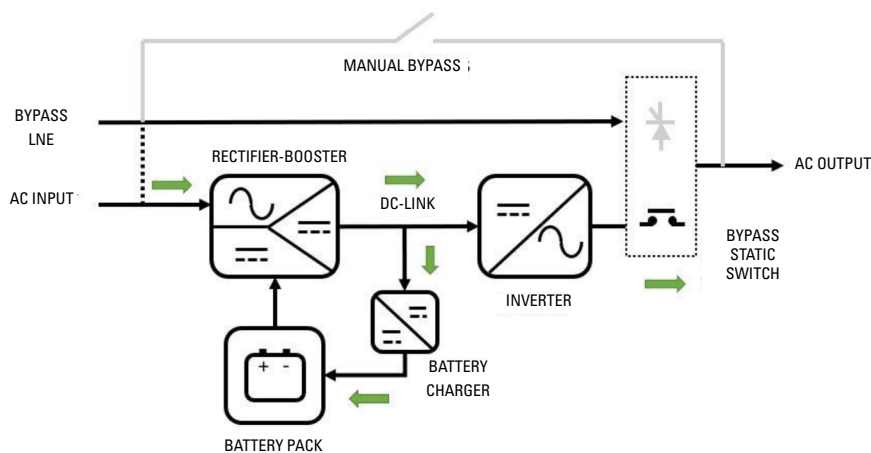 MANUAL BYPASS
BYPASS
LNE
RECTIFIER-BOOSTER
AC INPUT
DC-LINK
AC OUTPUT
BYPASS
STATIC
SWITCH
INVERTER
BATTERY
CHARGER
+ -
BATTERY PACK